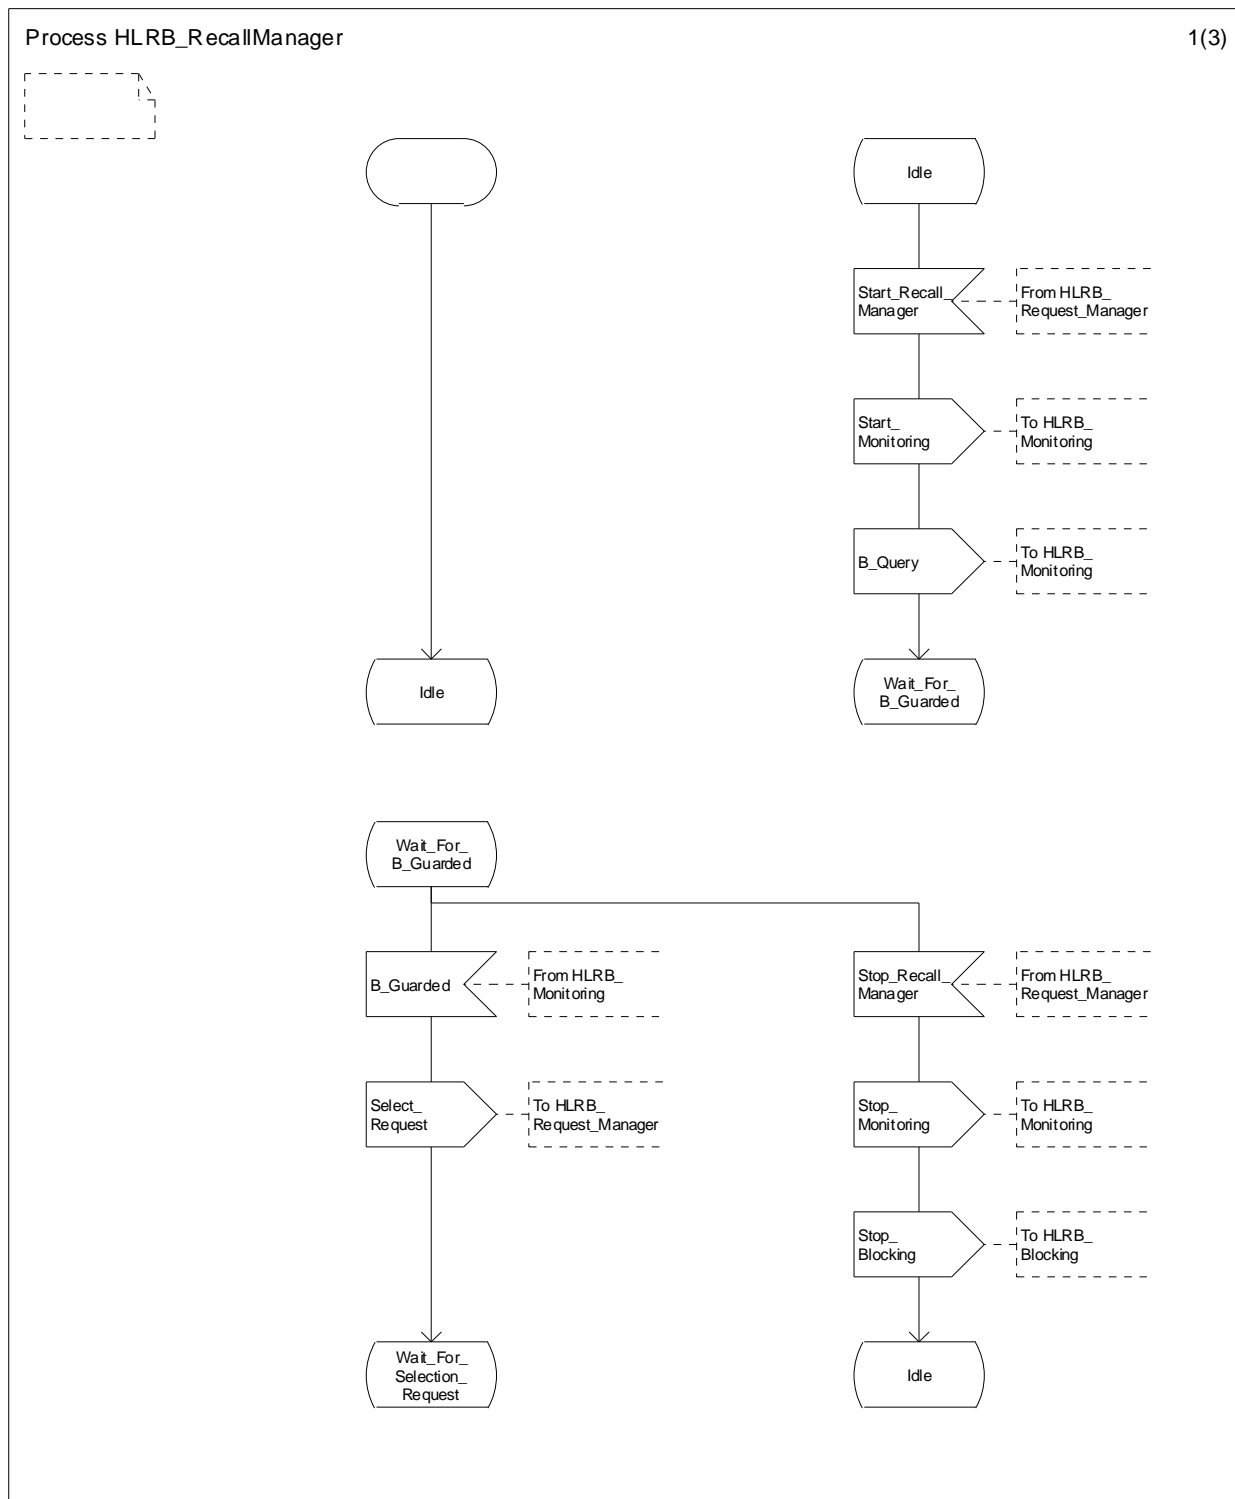 Process HLRB_RecallManager
1(3)
Idle
Start_Recall_
Manager
From HLRB_
Request_Manager
Start_
Monitoring
To HLRB_
Monitoring
B_Query
To HLRB_
Monitoring
Idle
Wait_For_
B_Guarded
Wait_For_
B_Guarded
B_Guarded
From HLRB_
Monitoring
Stop_Recall_
Manager
From HLRB_
Request_Manager
Select_
Request
To HLRB_
Request_Manager
Stop_
Monitoring
To HLRB_
Monitoring
Stop_
Blocking
To HLRB_
Blocking
Wait_For_
Selection_
Request
Idle